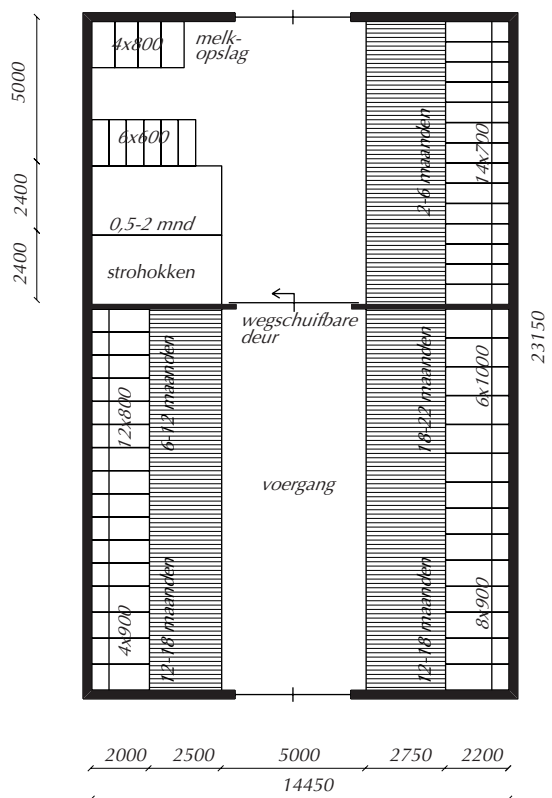 4x800
melk-
opslag
5000
6x600
2-6 maanden
14x700
2400
0,5-2 mnd
2400
strohokken
wegschuifbare
deur
23150
12x800
6-12 maanden
18-22 maanden
6x1000
voergang
4x900
12-18 maanden
12-18 maanden
8x900
2000 2500 5000 2750 2200
14450